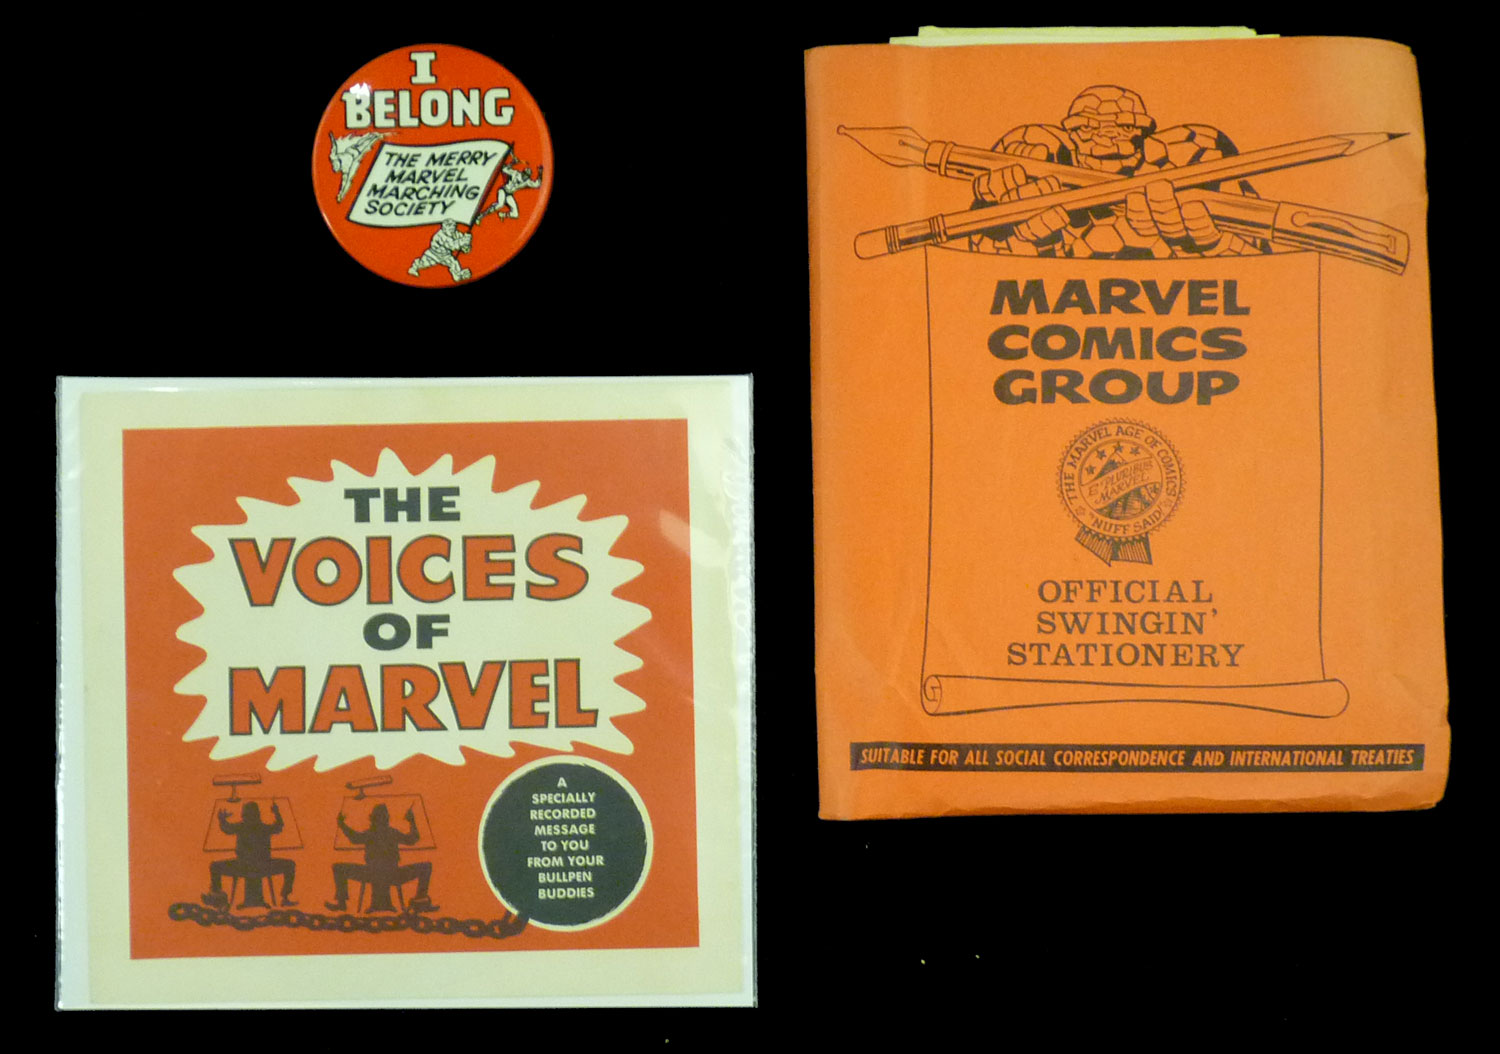 I
BELONG
THE MERRY
MARVEL
MARCHING
SOCIETY
THE
VOICES
OF
MARVEL
A
SPECIALLY
RECORDED
MESSAGE
TO YOU
FROM YOUR
BULLPEN
BUDDIES
MARVEL
COMICS
GROUP
THE MARVEL AGE OF COMICS
E PLURIBUS
MARVEL
'NUFF SAID!
OFFICIAL
SWINGIN'
STATIONERY
SUITABLE FOR ALL SOCIAL CORRESPONDENCE AND INTERNATIONAL TREATIES